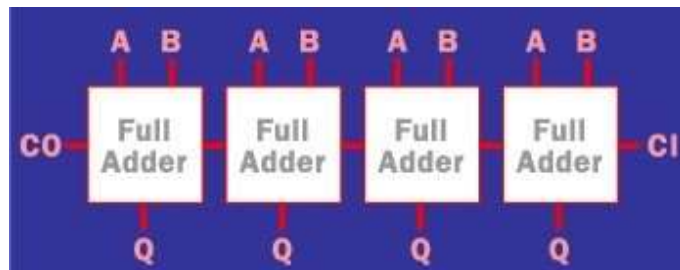 A B A B A B A B
CO Full Adder Full Adder Full Adder Full Adder CI
Q Q Q Q